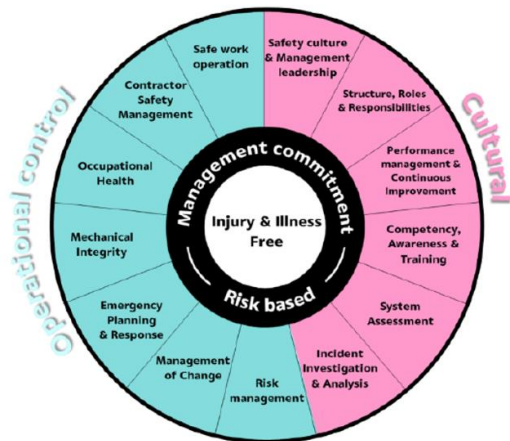 Safe work
operation
Safety culture
& Management
leadership
Structure, Roles
& Responsibilities
Performance
management &
Continuous
Improvement
Competency,
Awareness &
Training
System
Assessment
Incident
Investigation
& Analysis
Risk
management
Management
of Change
Emergency
Planning
& Response
Mechanical
Integrity
Occupational
Health
Contractor
Safety
Management
Operational control
Cultural
Management commitment
Injury & Illness
Free
Risk based